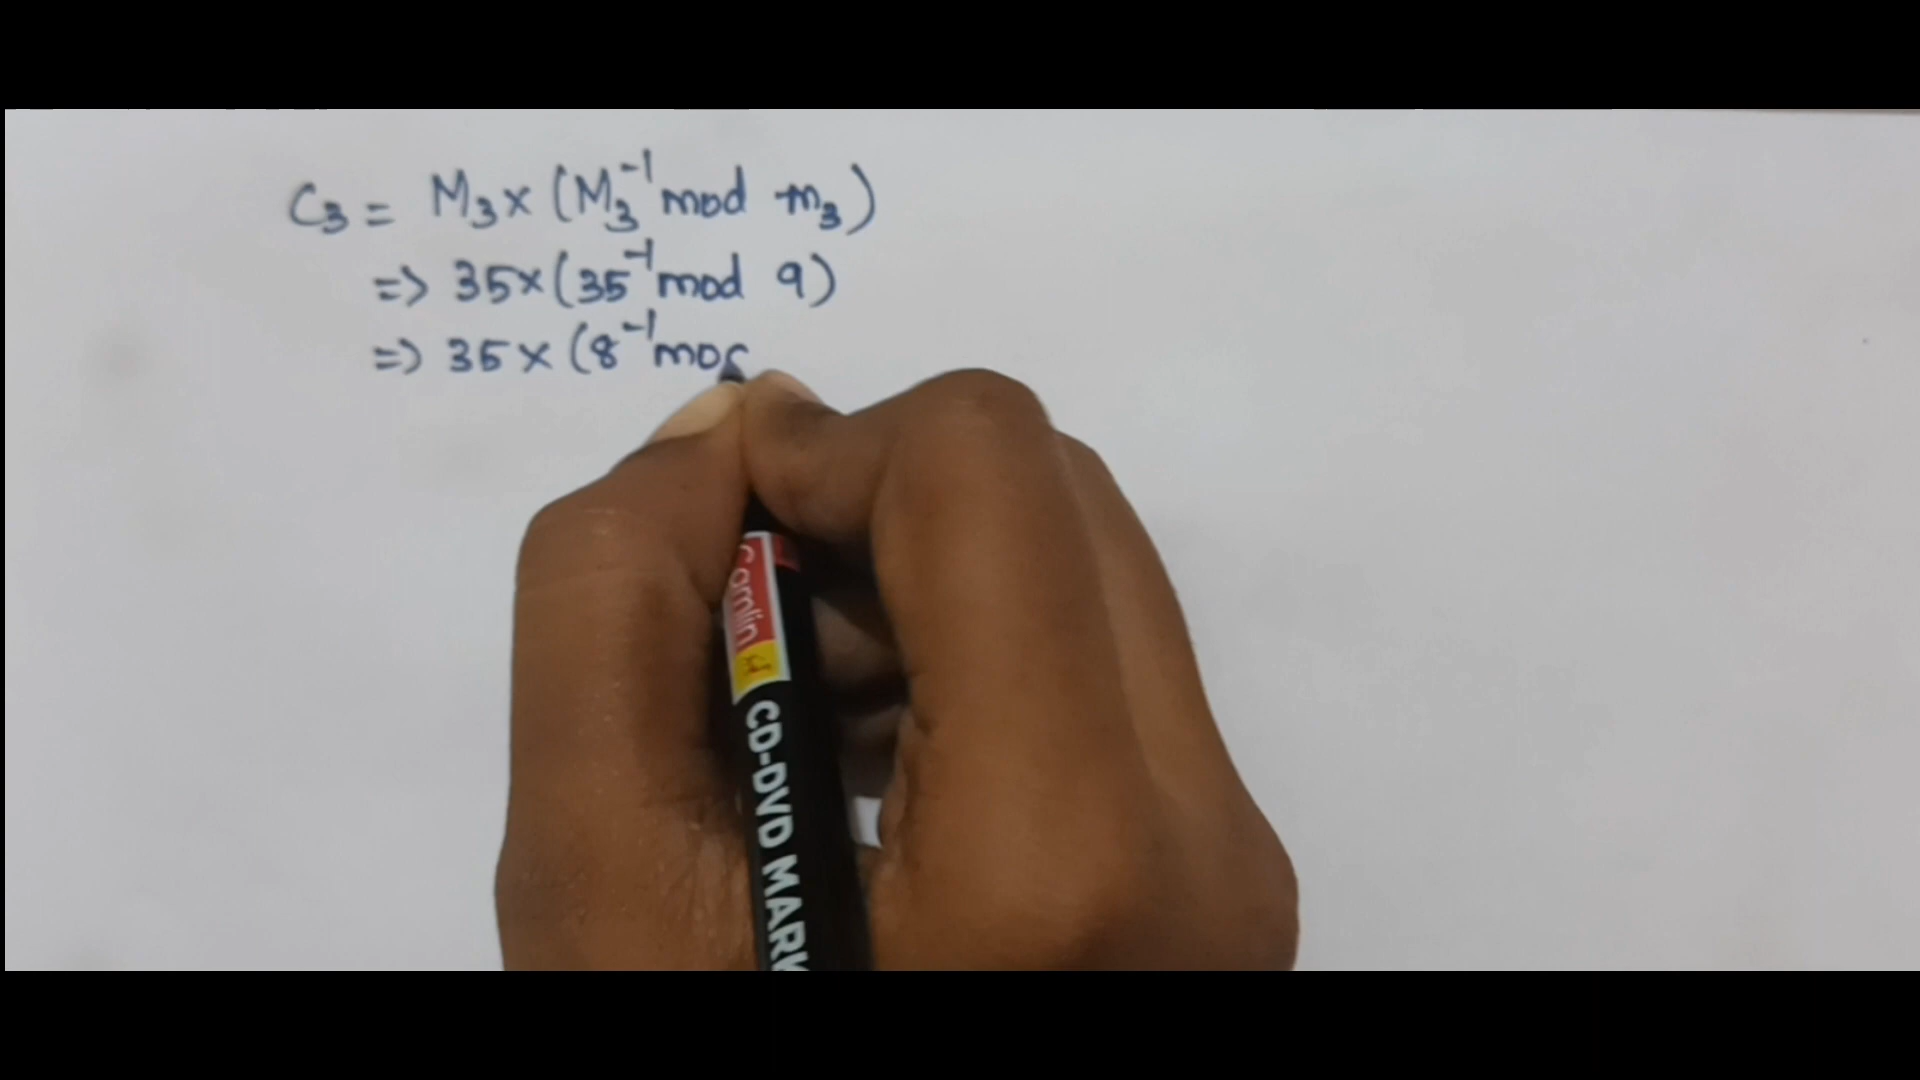 C₃ = M₃ × (M₃⁻¹ mod m₃)
=> 35 × (35⁻¹ mod 9)
=> 35 × (8⁻¹ mod
Camlin
CD-DVD MARK